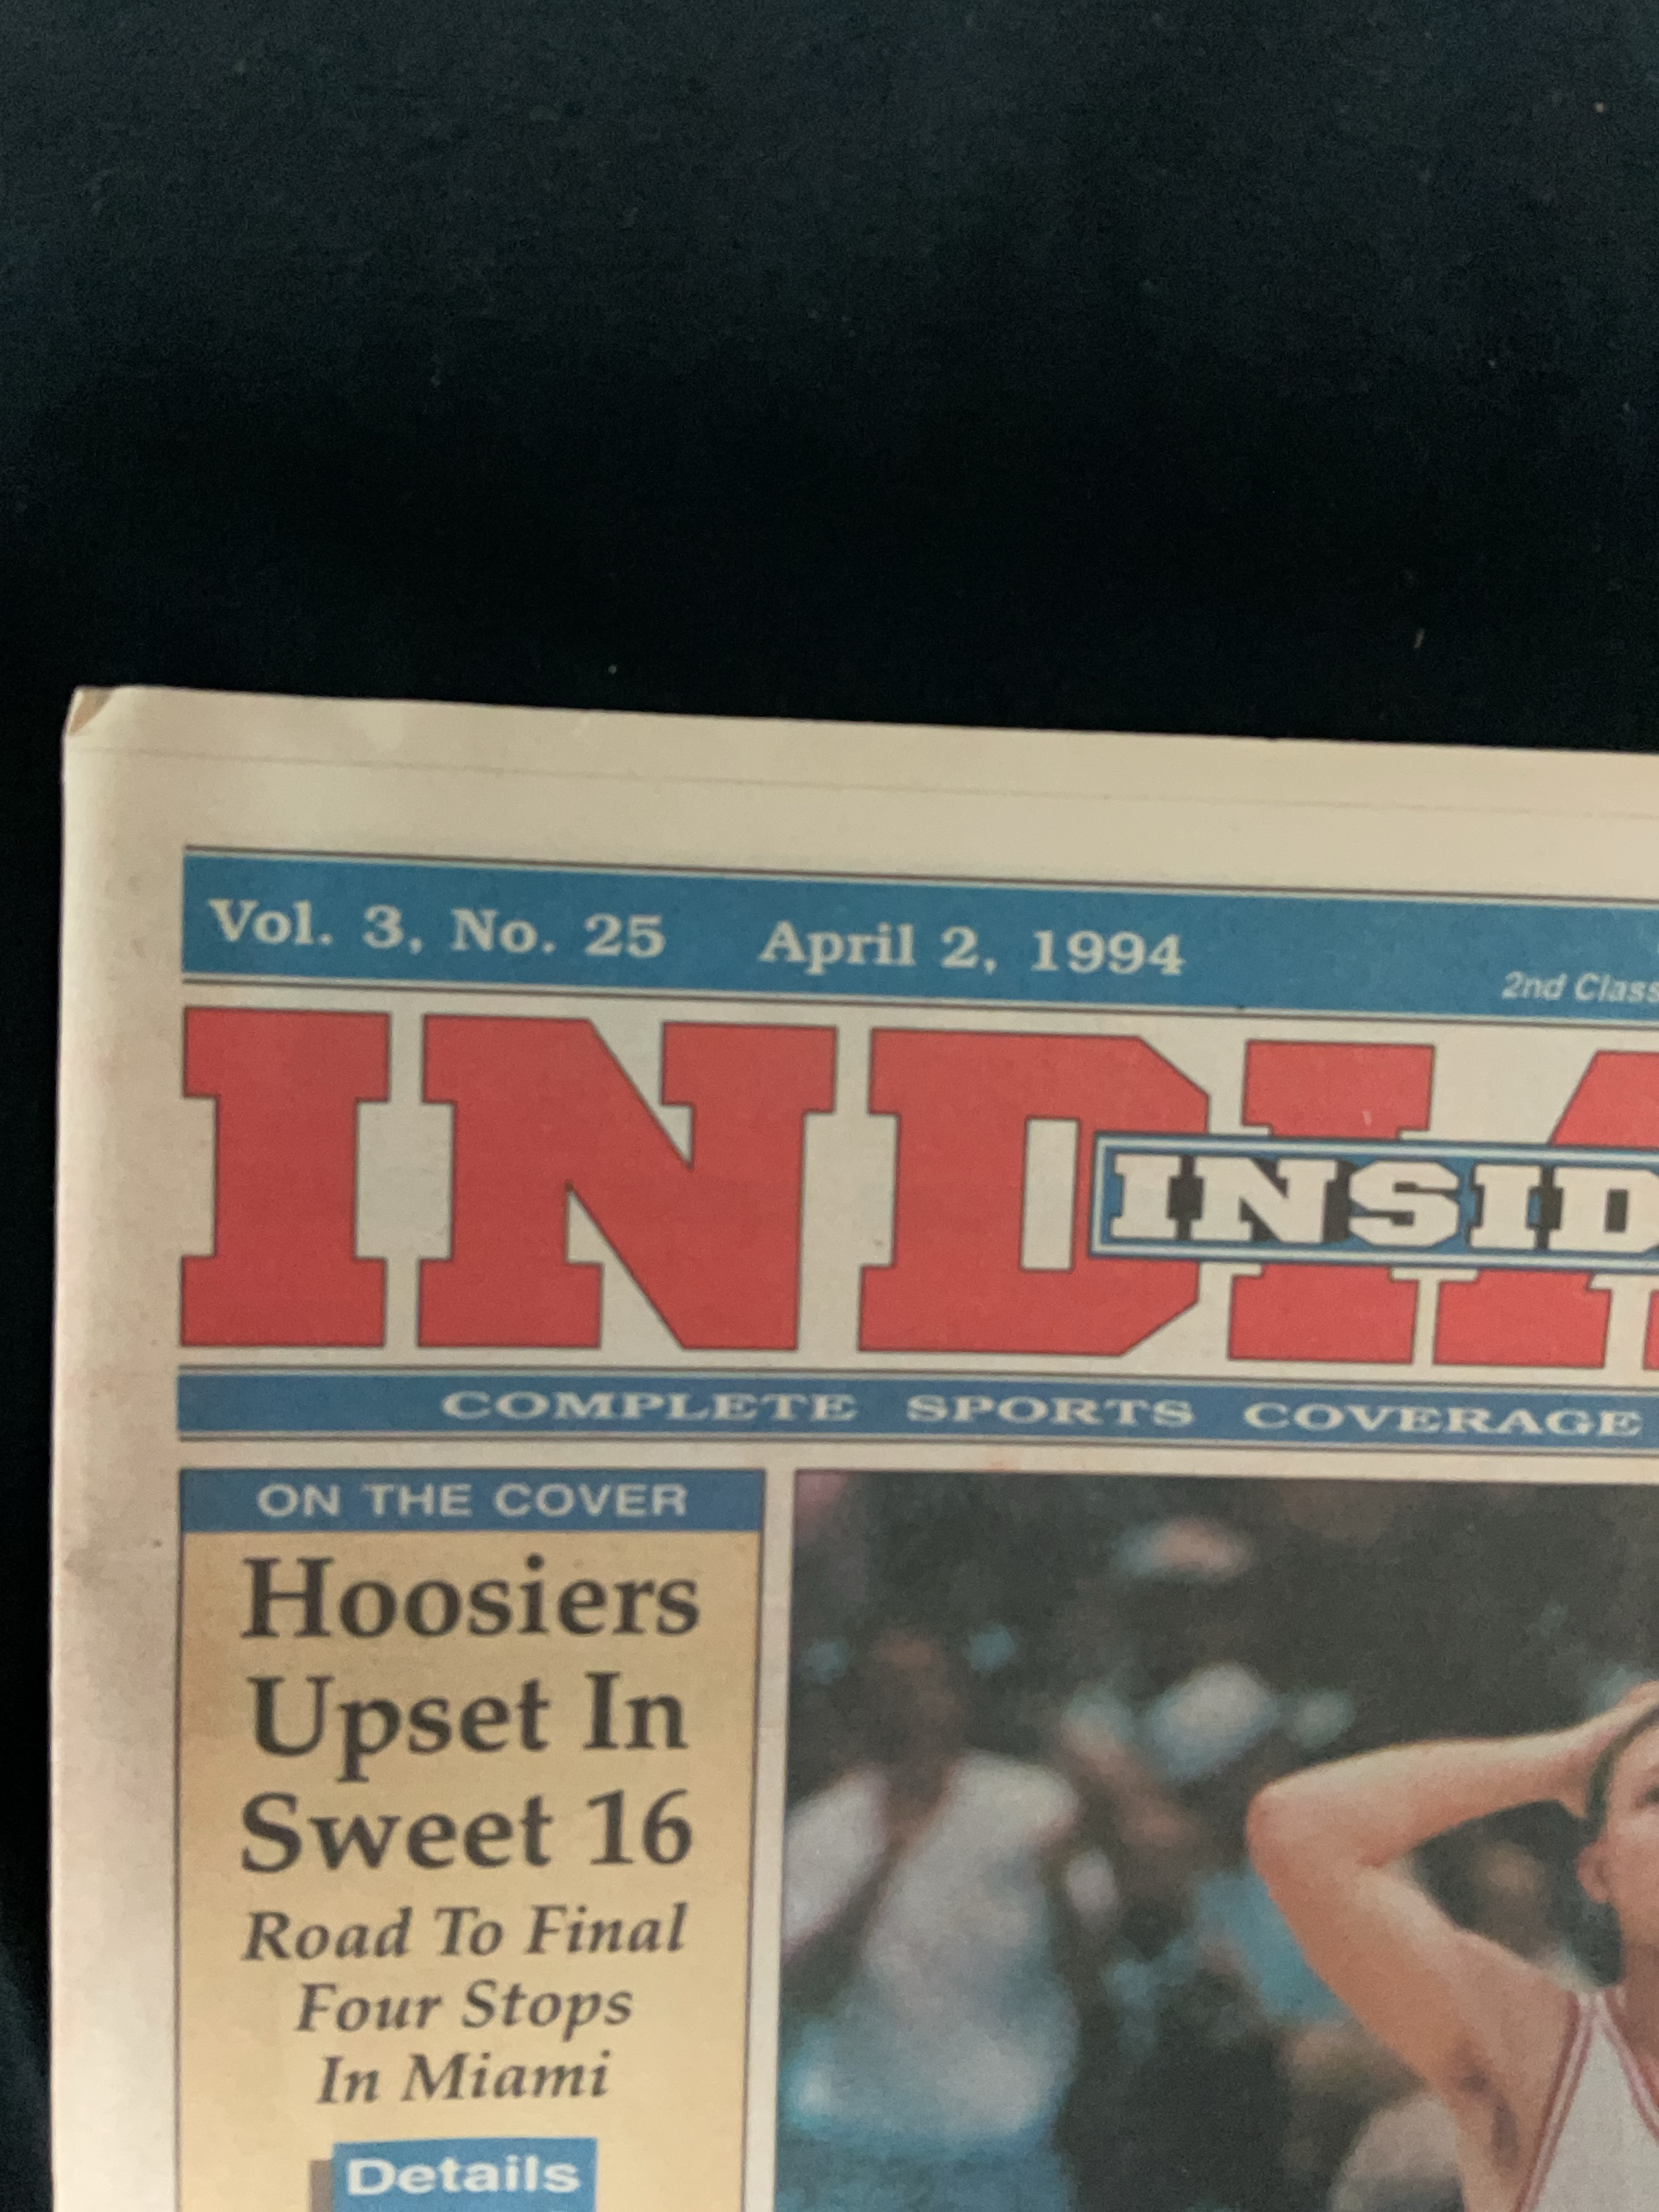 Vol. 3, No. 25 April 2, 1994
2nd Class
INDIA
INSID
COMPLETE SPORTS COVERAGE
ON THE COVER
Hoosiers
Upset In
Sweet 16
Road To Final
Four Stops
In Miami
Details